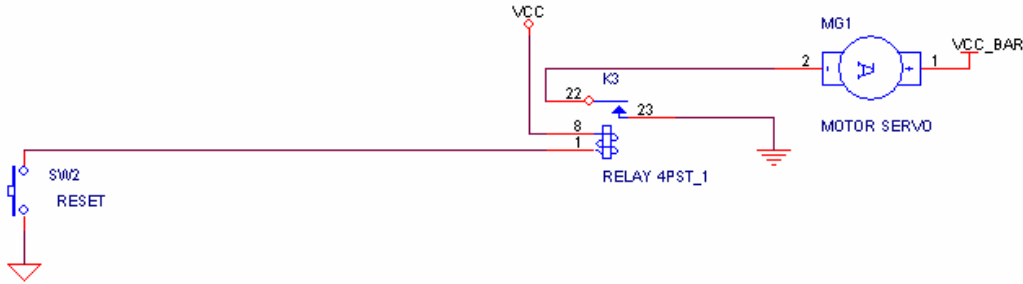 VCC
MG1
VCC_BAR
2
1
-
A
+
K3
22
23
MOTOR SERVO
8
1
RELAY 4PST_1
SW2
RESET